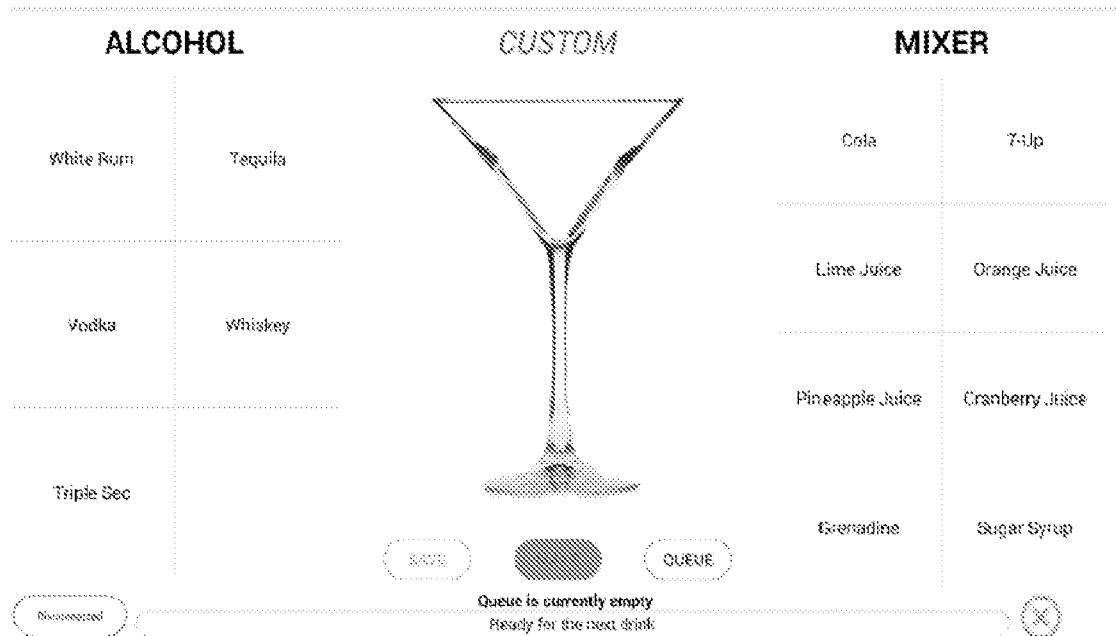 ALCOHOL
CUSTOM
MIXER
White Rum
Tequila
Vodka
Whiskey
Triple Sec
Cola
7-Up
Lime Juice
Orange Juice
Pineapple Juice
Cranberry Juice
Grenadine
Sugar Syrup
SAVE
QUEUE
Queue is currently empty
Ready for the next drink
Disconnected